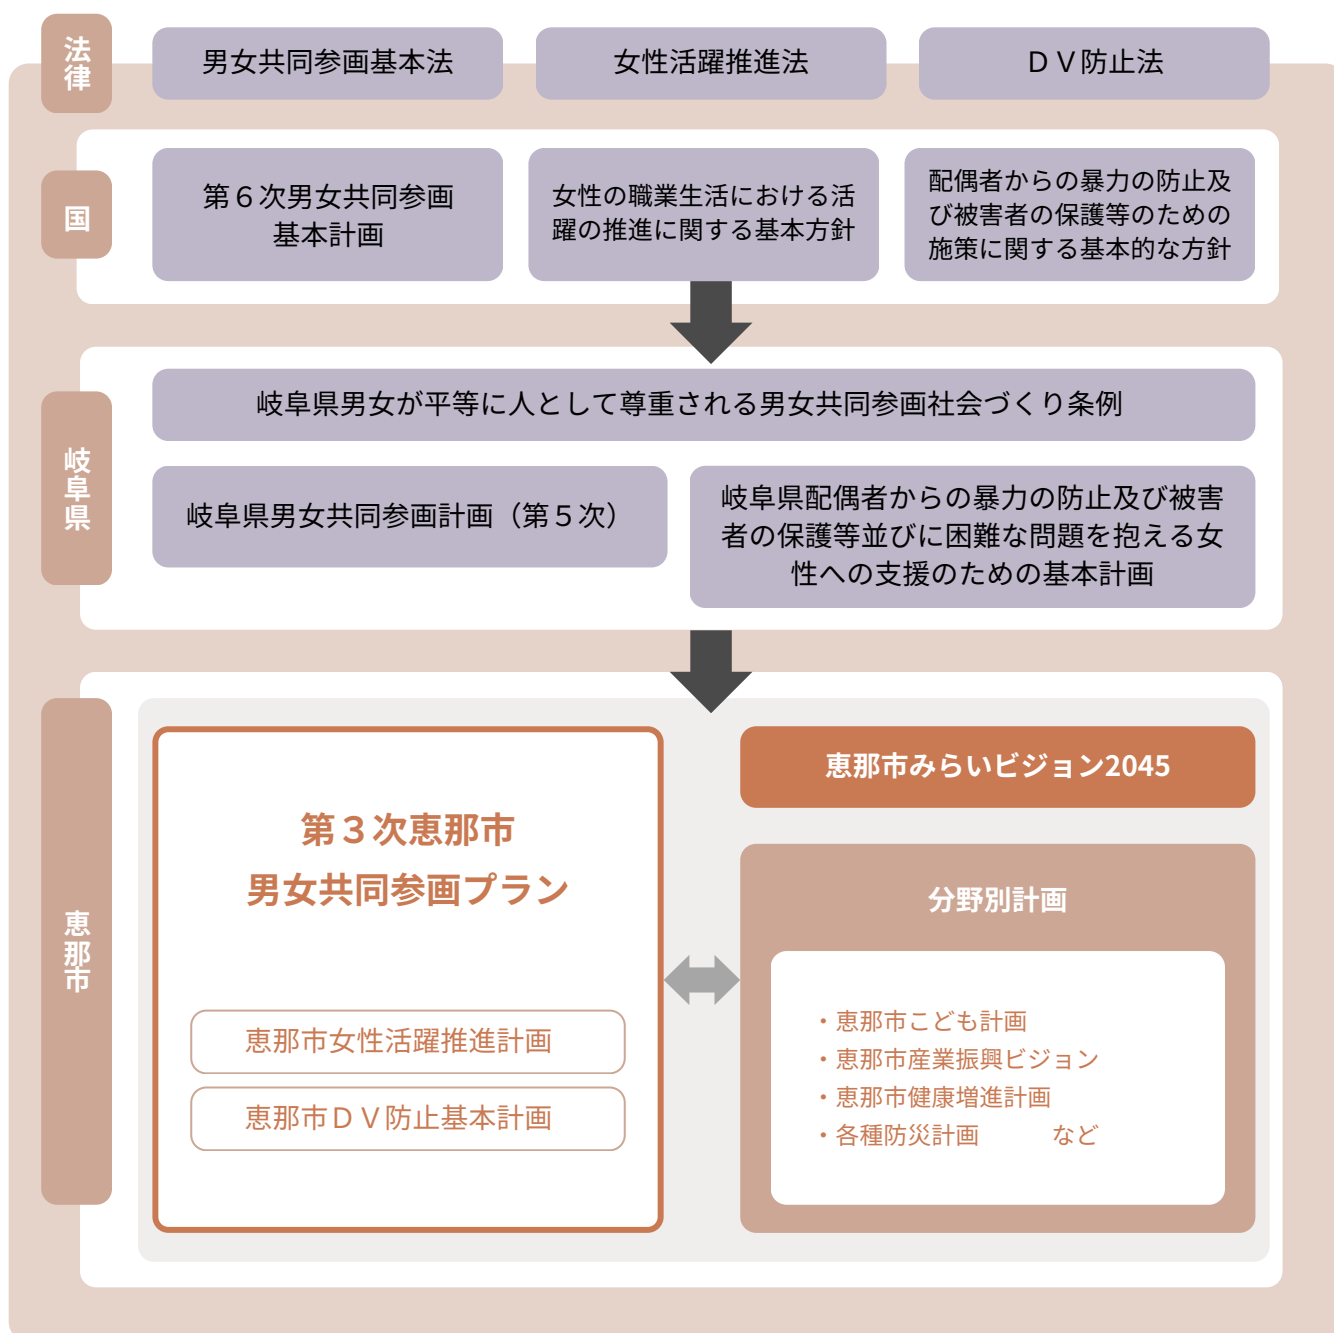 法律
男女共同参画基本法
女性活躍推進法
ＤＶ防止法
国
第６次男女共同参画
基本計画
女性の職業生活における活
躍の推進に関する基本方針
配偶者からの暴力の防止及
び被害者の保護等のための
施策に関する基本的な方針
岐阜県
岐阜県男女が平等に人として尊重される男女共同参画社会づくり条例
岐阜県男女共同参画計画（第５次）
岐阜県配偶者からの暴力の防止及び被害
者の保護等並びに困難な問題を抱える女
性への支援のための基本計画
恵那市
第３次恵那市
男女共同参画プラン
恵那市女性活躍推進計画
恵那市ＤＶ防止基本計画
恵那市みらいビジョン2045
分野別計画
・恵那市こども計画
・恵那市産業振興ビジョン
・恵那市健康増進計画
・各種防災計画　　　など